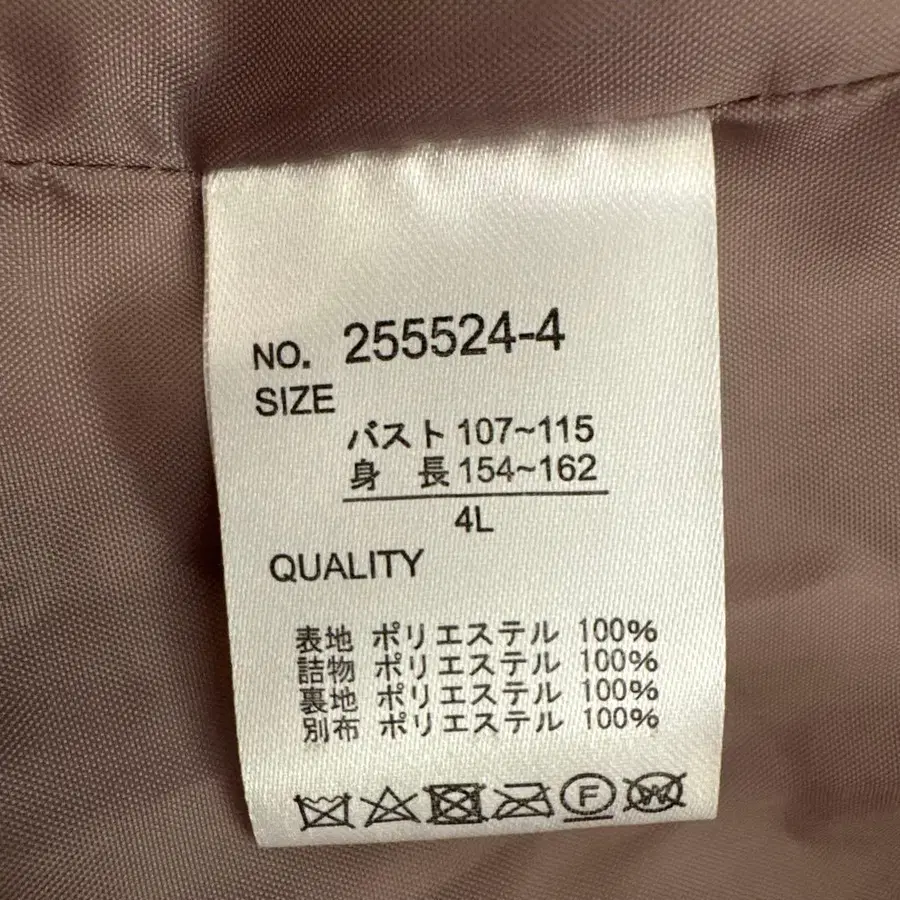 NO. 255524-4
SIZE
バスト 107~115
身 長 154~162
4L
QUALITY
表地 ポリエステル 100%
詰物 ポリエステル 100%
裏地 ポリエステル 100%
別布 ポリエステル 100%
F W